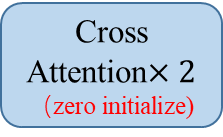 Cross
Attention× 2
(zero initialize)